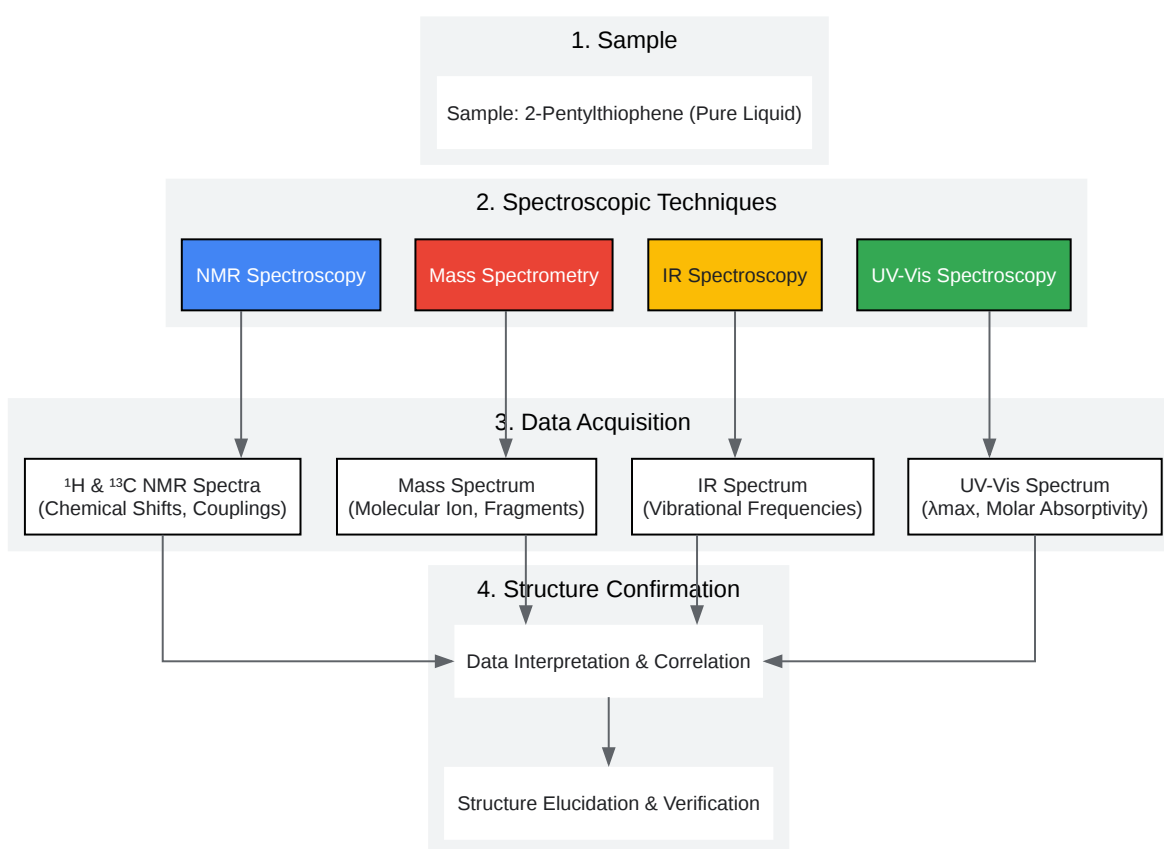 1. Sample
Sample: 2-Pentylthiophene (Pure Liquid)
2. Spectroscopic Techniques
NMR Spectroscopy
Mass Spectrometry
IR Spectroscopy
UV-Vis Spectroscopy
3. Data Acquisition
¹H & ¹³C NMR Spectra
(Chemical Shifts, Couplings)
Mass Spectrum
(Molecular Ion, Fragments)
IR Spectrum
(Vibrational Frequencies)
UV-Vis Spectrum
(λmax, Molar Absorptivity)
4. Structure Confirmation
Data Interpretation & Correlation
Structure Elucidation & Verification